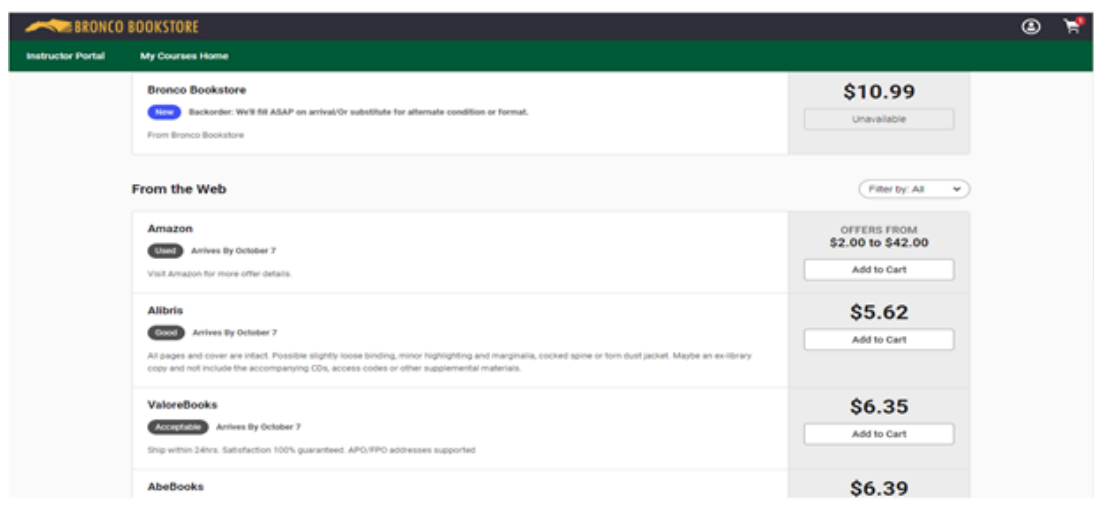 BRONCO BOOKSTORE
Instructor Portal My Courses Home
Bronco Bookstore
$10.99
New Backorder: We'll fill ASAP on arrival/Or substitute for alternate condition or format.
Unavailable
From Bronco Bookstore
From the Web
Filter by: All
Amazon
OFFERS FROM
$2.00 to $42.00
Used Arrives By October 7
Add to Cart
Visit Amazon for more offer details.
Alibris
$5.62
Good Arrives By October 7
Add to Cart
All pages and cover are intact. Possible slightly loose binding, minor highlighting and marginalia, cocked spine or torn dust jacket. Maybe an ex-library
copy and not include the accompanying CDs, access codes or other supplemental materials.
ValoreBooks
$6.35
Acceptable Arrives By October 7
Add to Cart
Ship within 24hrs. Satisfaction 100% guaranteed. APO/FPO addresses supported
AbeBooks
$6.39